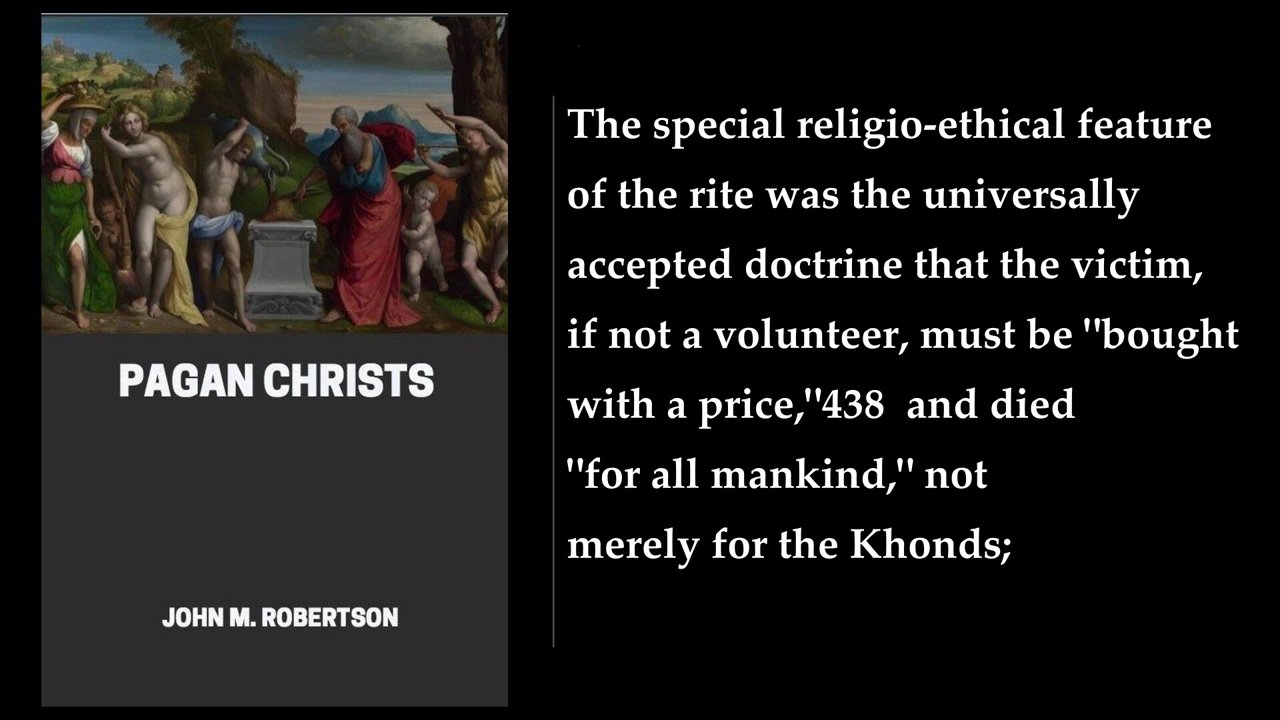 PAGAN CHRISTS
JOHN M. ROBERTSON
The special religio-ethical feature
of the rite was the universally
accepted doctrine that the victim,
if not a volunteer, must be "bought
with a price,"438  and died
"for all mankind," not
merely for the Khonds;